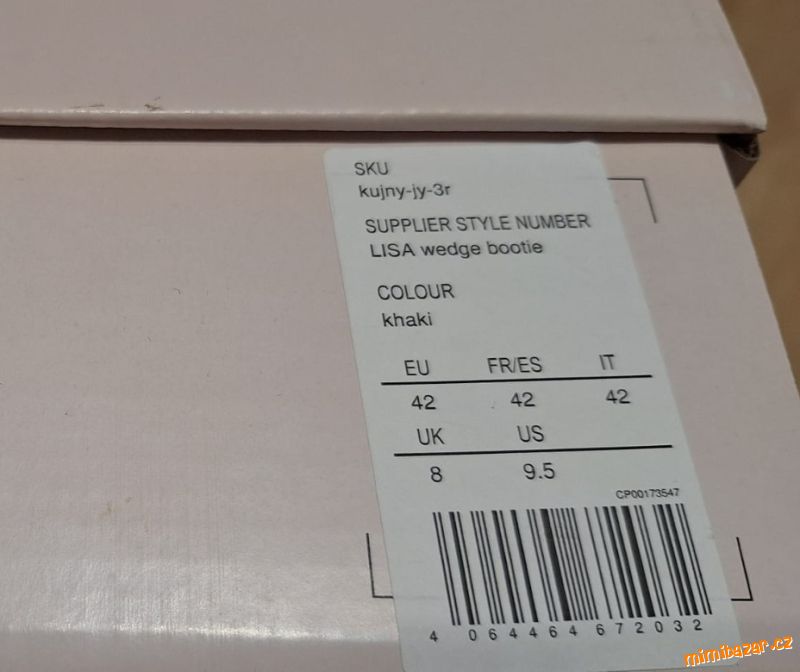 SKU
kujny-jy-3r
SUPPLIER STYLE NUMBER
LISA wedge bootie
COLOUR
khaki
EU FR/ES IT
42 42 42
UK US
8 9.5
CP00173547
4 064464 672032
mimibazar.cz